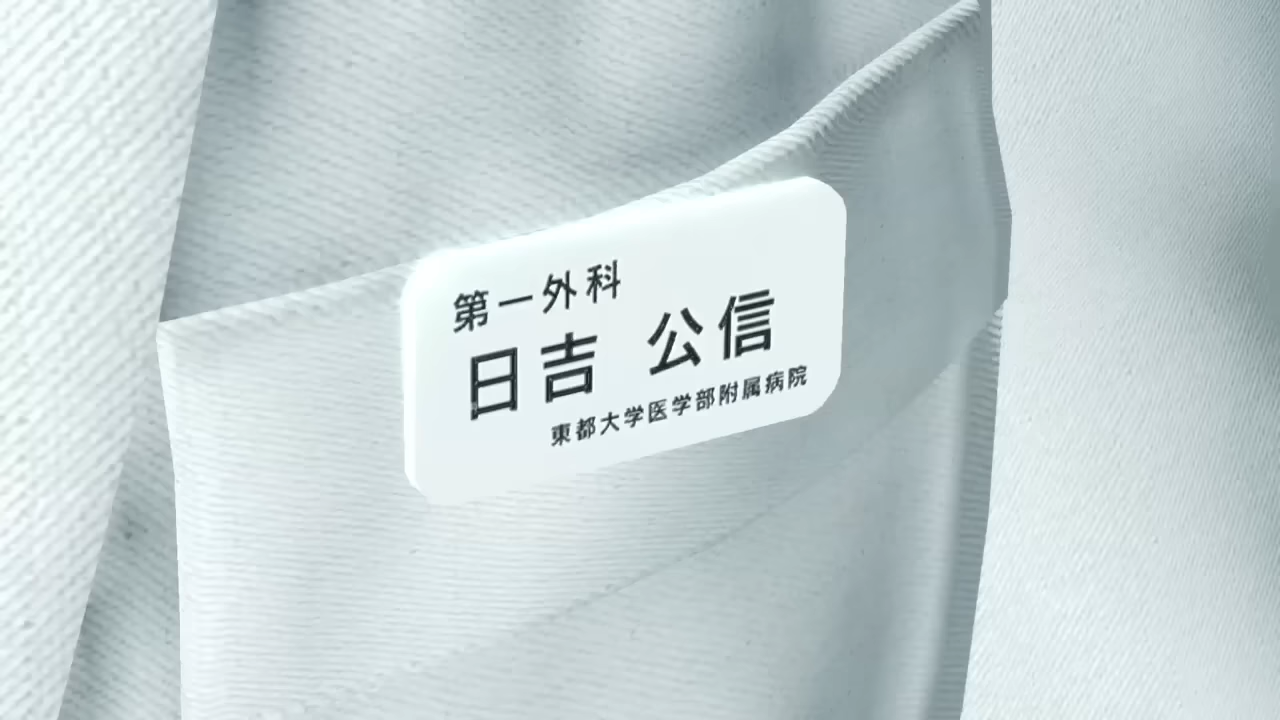 第一外科
日吉 公信
東都大学医学部附属病院